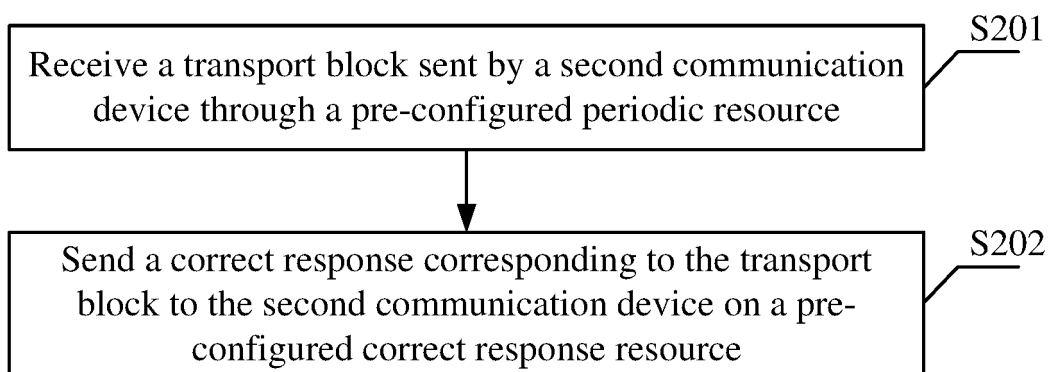 S201
Receive a transport block sent by a second communication
device through a pre-configured periodic resource
S202
Send a correct response corresponding to the transport
block to the second communication device on a pre-
configured correct response resource